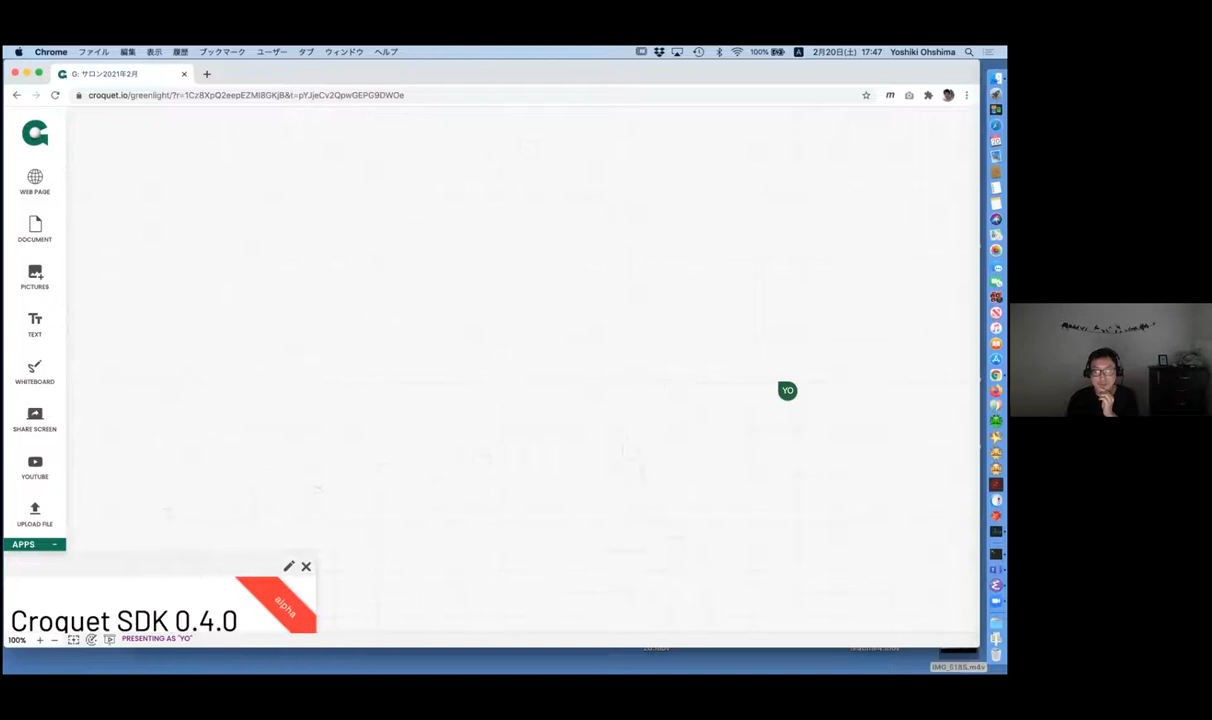 Chrome ファイル 編集 表示 履歴 ブックマーク ユーザー タブ ウィンドウ ヘルプ 100% A 2月20日(土) 17:47 Yoshiki Ohshima
G: サロン2021年2月
croquet.io/greenlight/?r=1Cz8XpQ2eepEZMI8GKjB&t=pYJjeCv2QpwGEPG9DWOe
WEB PAGE
DOCUMENT
PICTURES
Tт
TEXT
YO
WHITEBOARD
SHARE SCREEN
YOUTUBE
UPLOAD FILE
APPS
alpha
Croquet SDK 0.4.0
100% + − PRESENTING AS "YO"